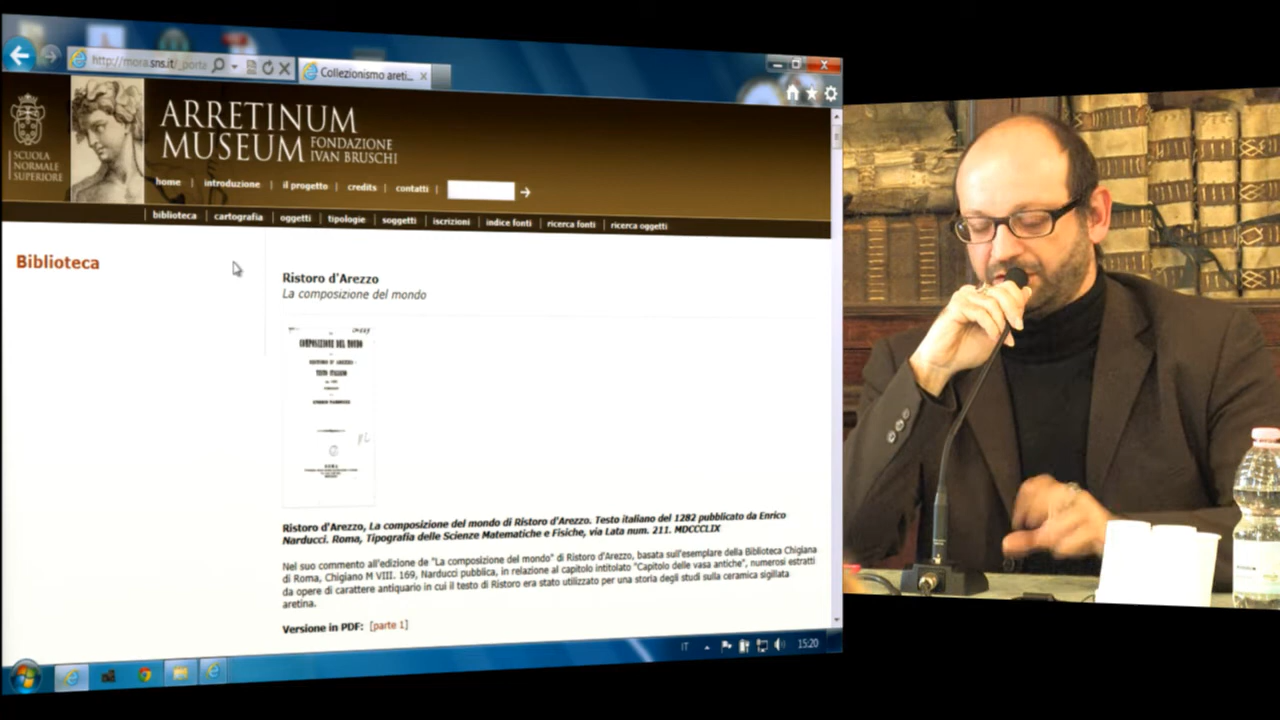 http://mora.sns.it/_porta
Collezionismo areti...
ARRETINUM
MUSEUM FONDAZIONE
IVAN BRUSCHI
SCUOLA
NORMALE
SUPERIORE
home | introduzione | il progetto | credits | contatti |
| biblioteca | cartografia | oggetti | tipologie | soggetti | iscrizioni | indice fonti | ricerca fonti | ricerca oggetti
Biblioteca
Ristoro d'Arezzo
La composizione del mondo
COMPOSIZIONE DEL MONDO
RISTORO D'AREZZO
TESTO ITALIANO
ENRICO NARDUCCI
ROMA
Ristoro d'Arezzo, La composizione del mondo di Ristoro d'Arezzo. Testo italiano del 1282 pubblicato da Enrico
Narducci. Roma, Tipografia delle Scienze Matematiche e Fisiche, via Lata num. 211. MDCCCLIX
Nel suo commento all'edizione de "La composizione del mondo" di Ristoro d'Arezzo, basata sull'esemplare della Biblioteca Chigiana
di Roma, Chigiano M VIII. 169, Narducci pubblica, in relazione al capitolo intitolato "Capitolo delle vasa antiche", numerosi estratti
da opere di carattere antiquario in cui il testo di Ristoro era stato utilizzato per una storia degli studi sulla ceramica sigillata
aretina.
Versione in PDF: [parte 1]
IT
15:20